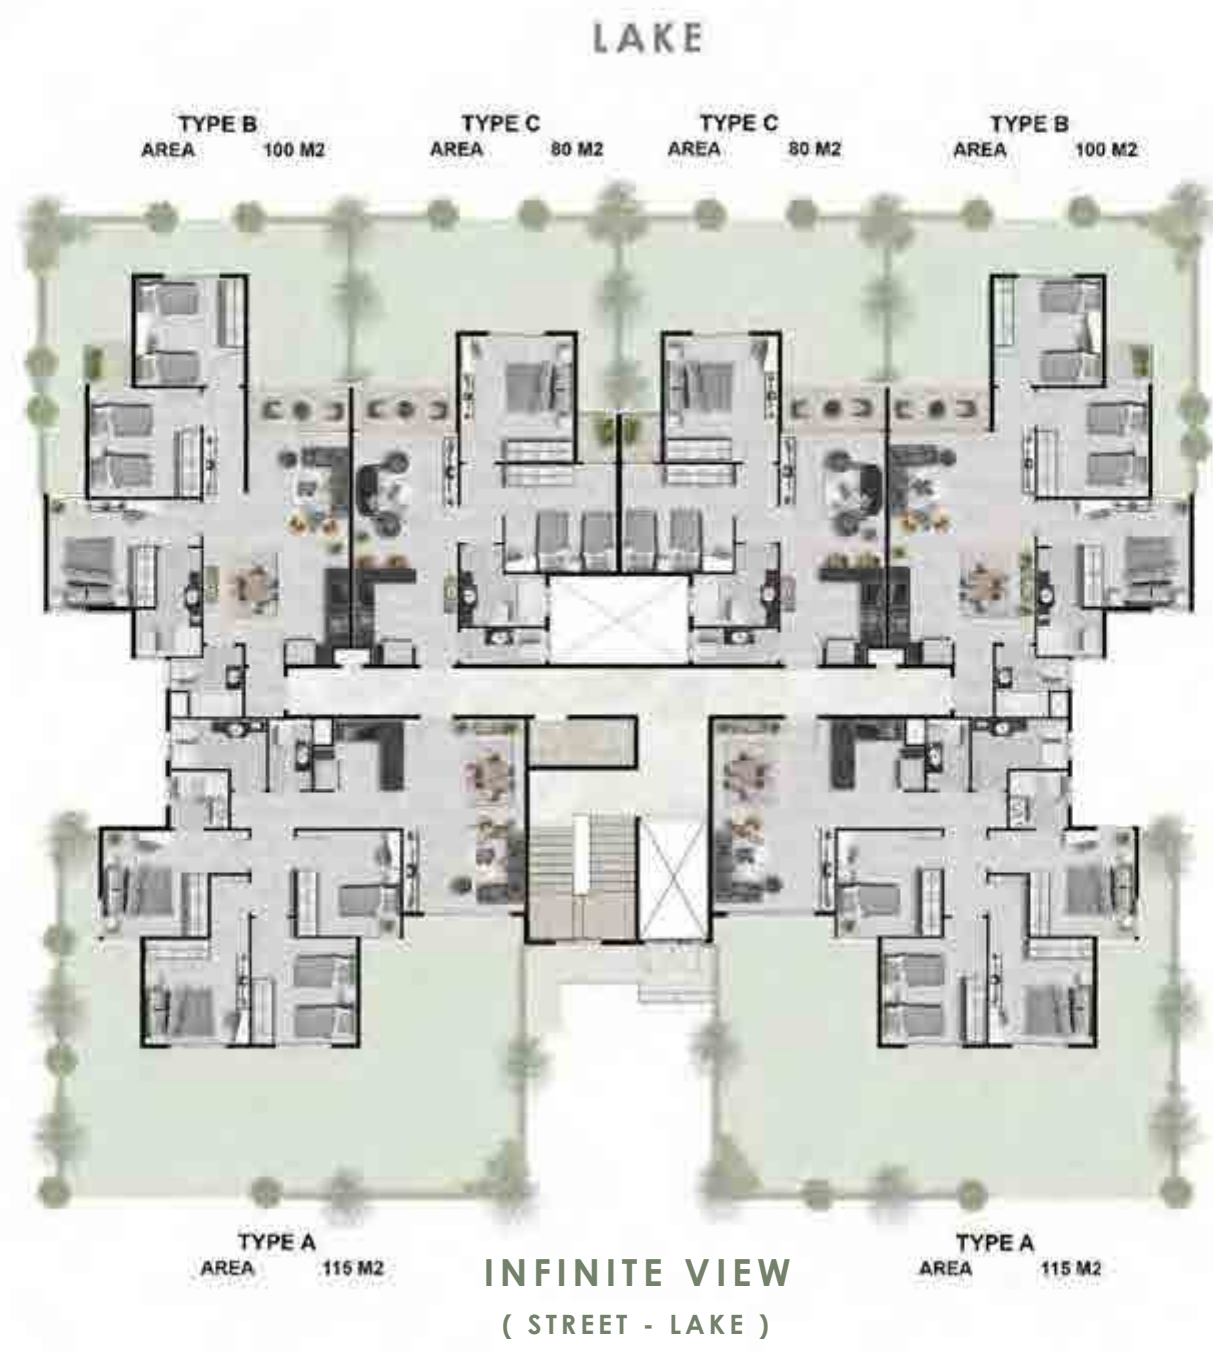 LAKE
TYPE B
AREA 100 M2
TYPE C
AREA 80 M2
TYPE C
AREA 80 M2
TYPE B
AREA 100 M2
TYPE A
AREA 115 M2
TYPE A
AREA 115 M2
INFINITE VIEW
( STREET - LAKE )